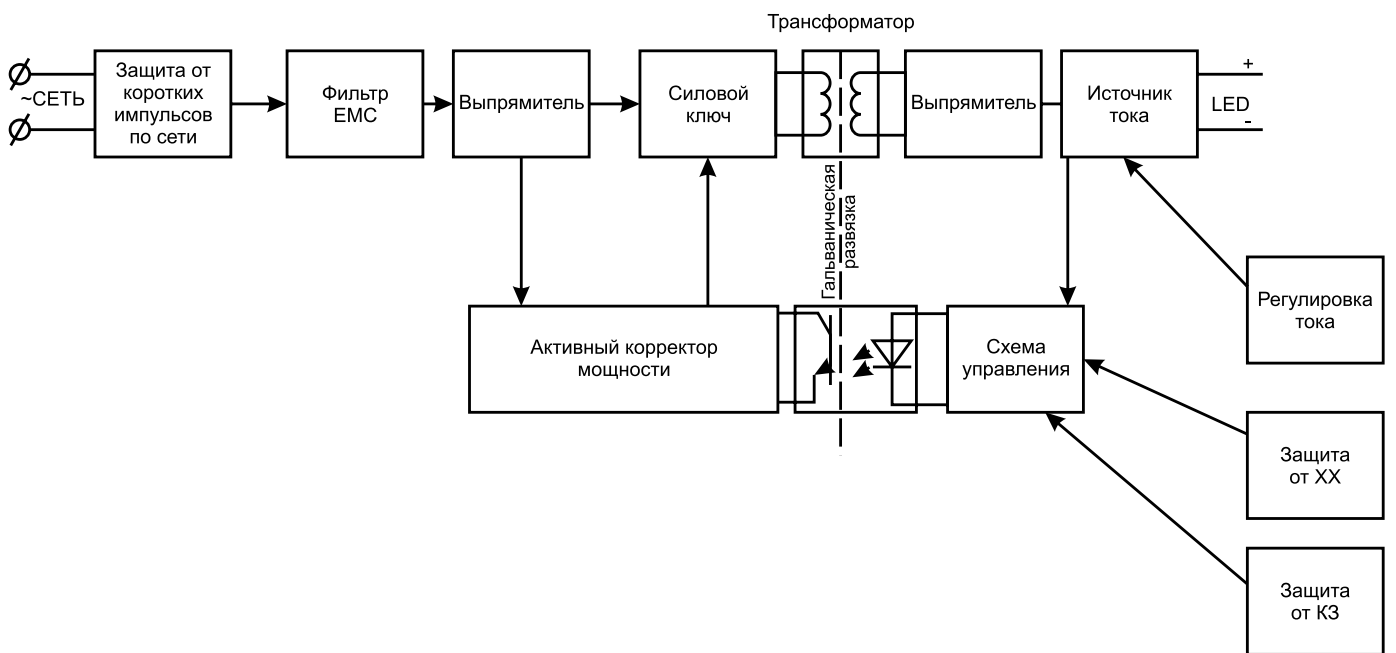 Трансформатор
~СЕТЬ
Защита от
коротких
импульсов
по сети
Фильтр
ЕМС
Выпрямитель
Силовой
ключ
Выпрямитель
Источник
тока
+
LED
-
Гальваническая
развязка
Регулировка
тока
Активный корректор
мощности
Схема
управления
Защита
от ХХ
Защита
от КЗ